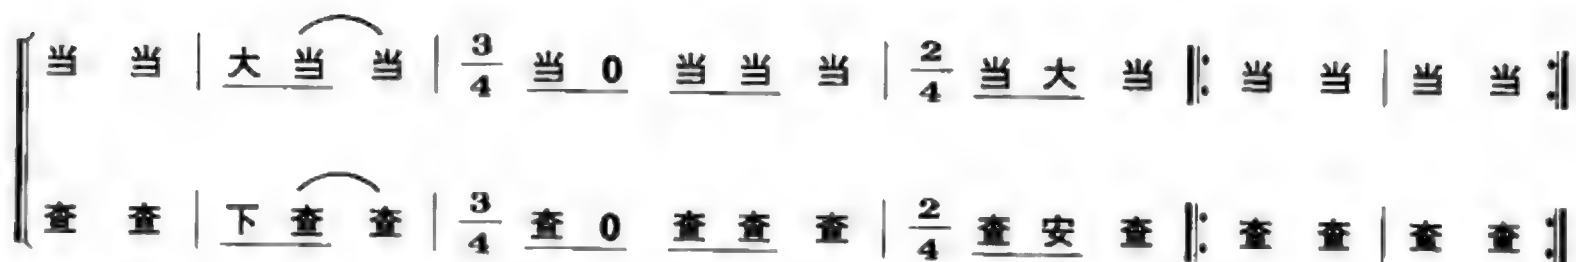 当 当 | 大 当 当 | 3/4 当 0 当 当 当 | 2/4 当 大 当 ‖: 当 当 | 当 当 :‖
查 查 | 下 查 查 | 3/4 查 0 查 查 查 | 2/4 查 安 查 ‖: 查 查 | 查 查 :‖